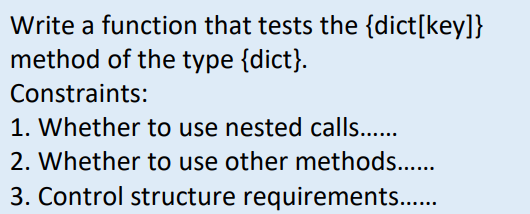 Write a function that tests the {dict[key]}
method of the type {dict}.
Constraints:
1. Whether to use nested calls……
2. Whether to use other methods……
3. Control structure requirements……